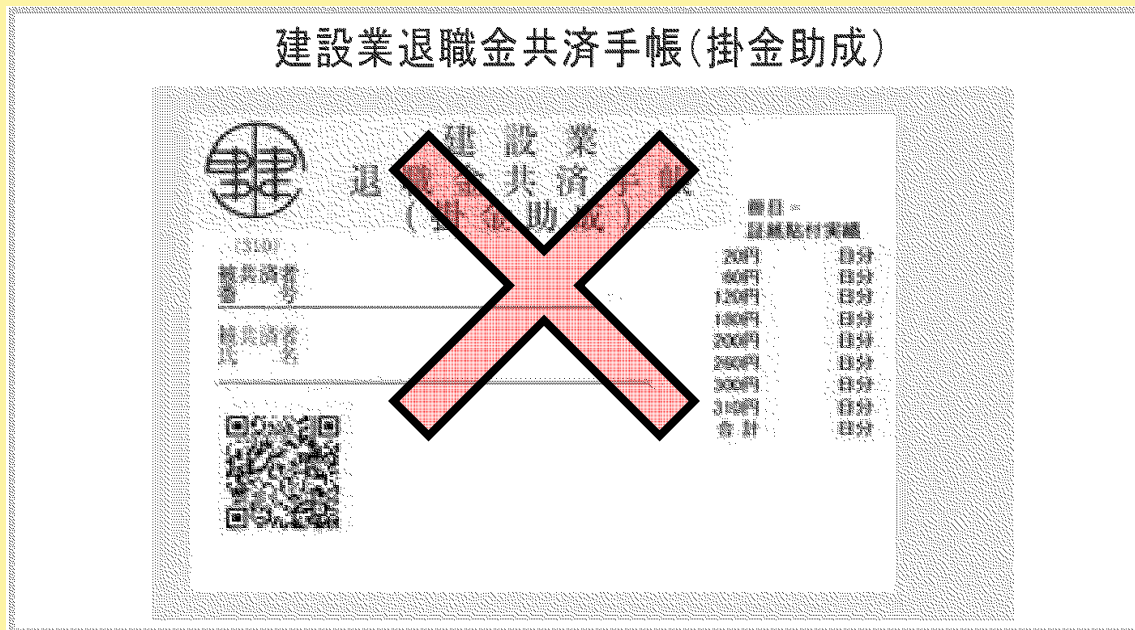 建設業退職金共済手帳(掛金助成)
建設業
退職金共済手帳
(掛金助成)
(310)
被共済者
番号
被共済者
氏名
証紙貼付実績
20円 日分
60円 日分
120円 日分
180円 日分
200円 日分
260円 日分
300円 日分
310円 日分
合計 日分